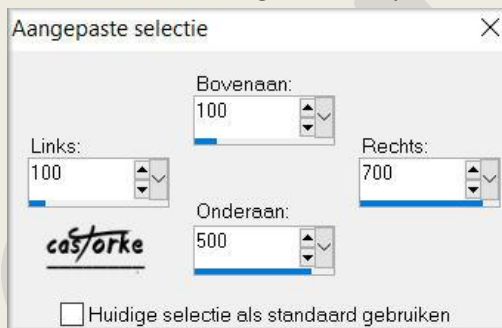 Aangepaste selectie
Bovenaan:
100
Links:
100
Rechts:
700
Onderaan:
500
castorke
Huidige selectie als standaard gebruiken